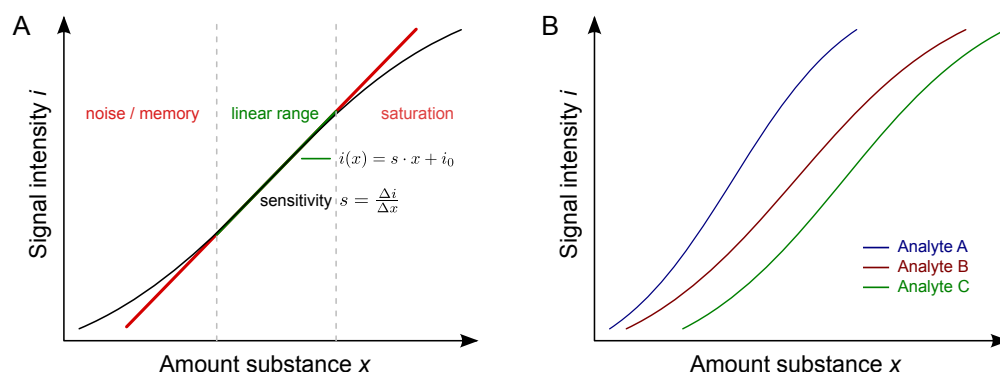 A
Signal intensity i
noise / memory
linear range
saturation
i(x) = s · x + i₀
sensitivity s = Δi/Δx
Amount substance x
B
Signal intensity i
Analyte A
Analyte B
Analyte C
Amount substance x